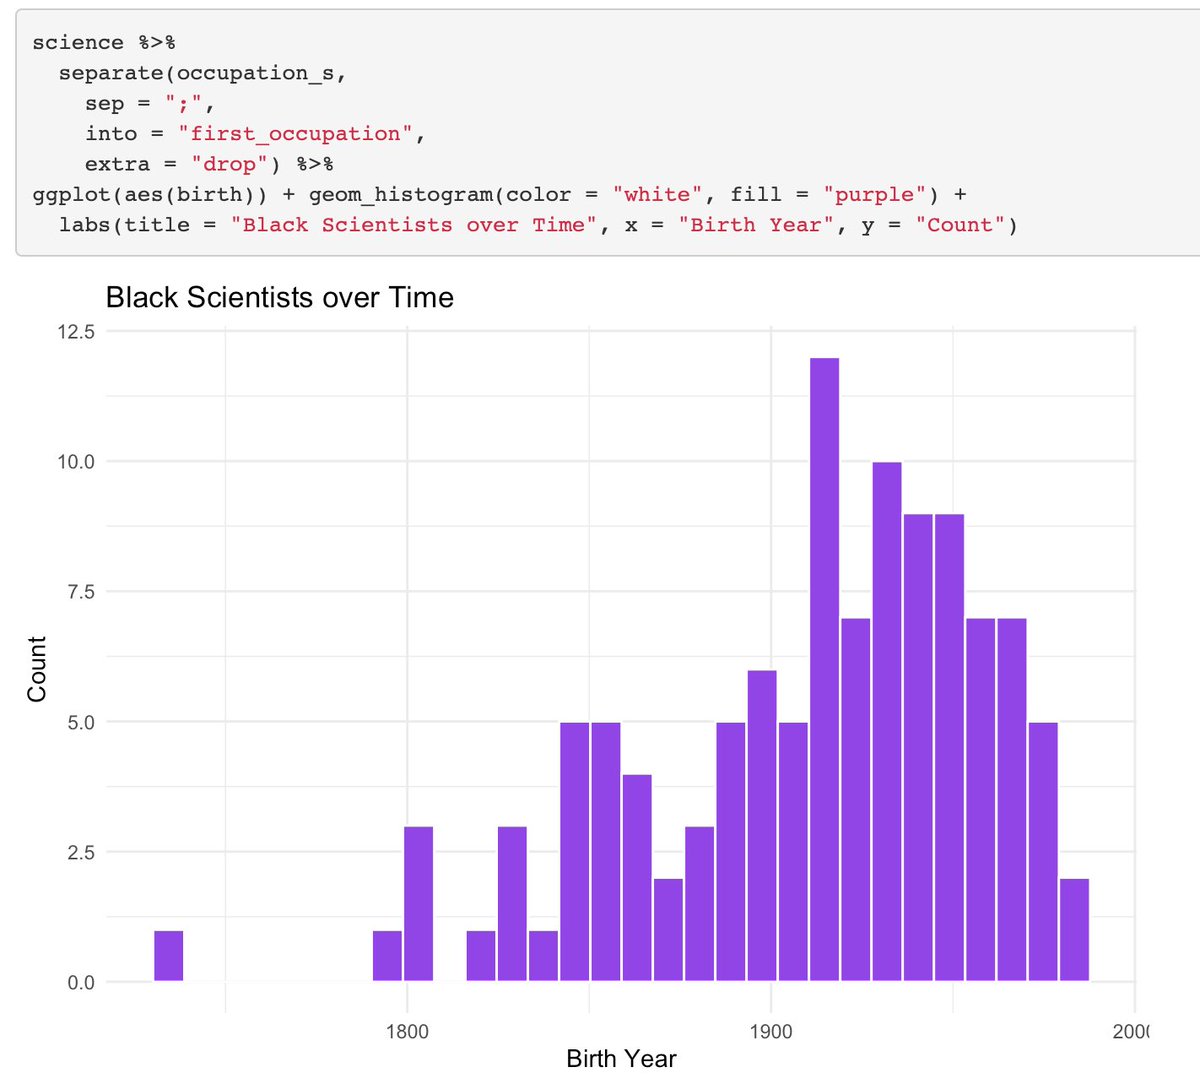 science %>%
separate(occupation_s,
sep = ";",
into = "first_occupation",
extra = "drop") %>%
ggplot(aes(birth)) + geom_histogram(color = "white", fill = "purple") +
labs(title = "Black Scientists over Time", x = "Birth Year", y = "Count")
Black Scientists over Time
12.5
10.0
7.5
5.0
2.5
0.0
Count
1800
1900
Birth Year